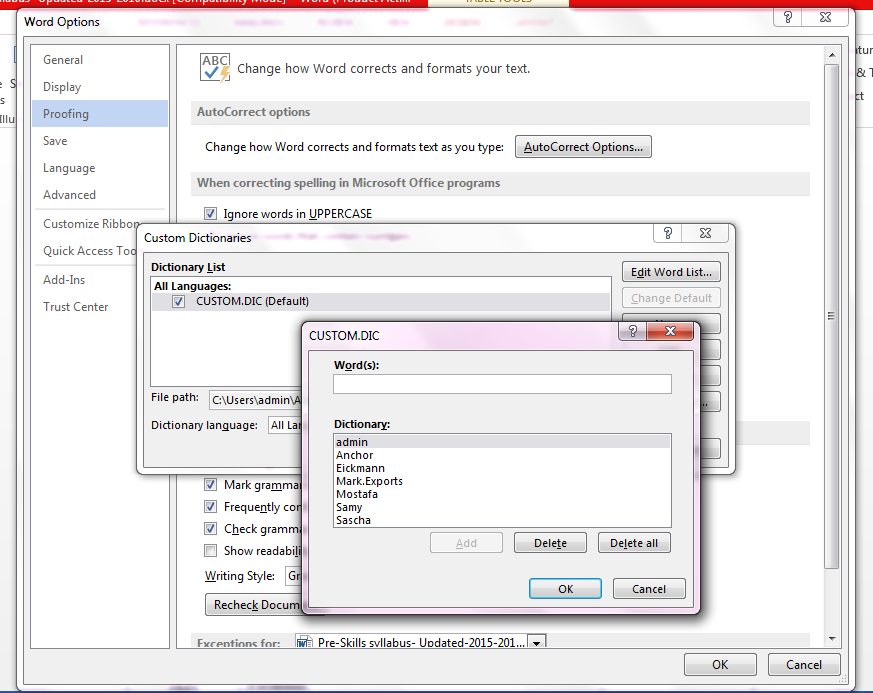 Word Options
General
Display
Proofing
Save
Language
Advanced
Customize Ribbon
Quick Access Too
Add-Ins
Trust Center
ABC
Change how Word corrects and formats your text.
AutoCorrect options
Change how Word corrects and formats text as you type:
AutoCorrect Options...
When correcting spelling in Microsoft Office programs
Ignore words in UPPERCASE
Custom Dictionaries
Dictionary List
All Languages:
CUSTOM.DIC (Default)
Edit Word List...
Change Default
File path:
C:\Users\admin\A
Dictionary language:
All Lan
CUSTOM.DIC
Word(s):
Dictionary:
admin
Anchor
Eickmann
Mark.Exports
Mostafa
Samy
Sascha
Add
Delete
Delete all
OK
Cancel
Mark gramma
Frequently con
Check gramma
Show readabili
Writing Style:
Gr
Recheck Docum
Exceptions for:
Pre-Skills syllabus- Updated-2015-201...
OK
Cancel